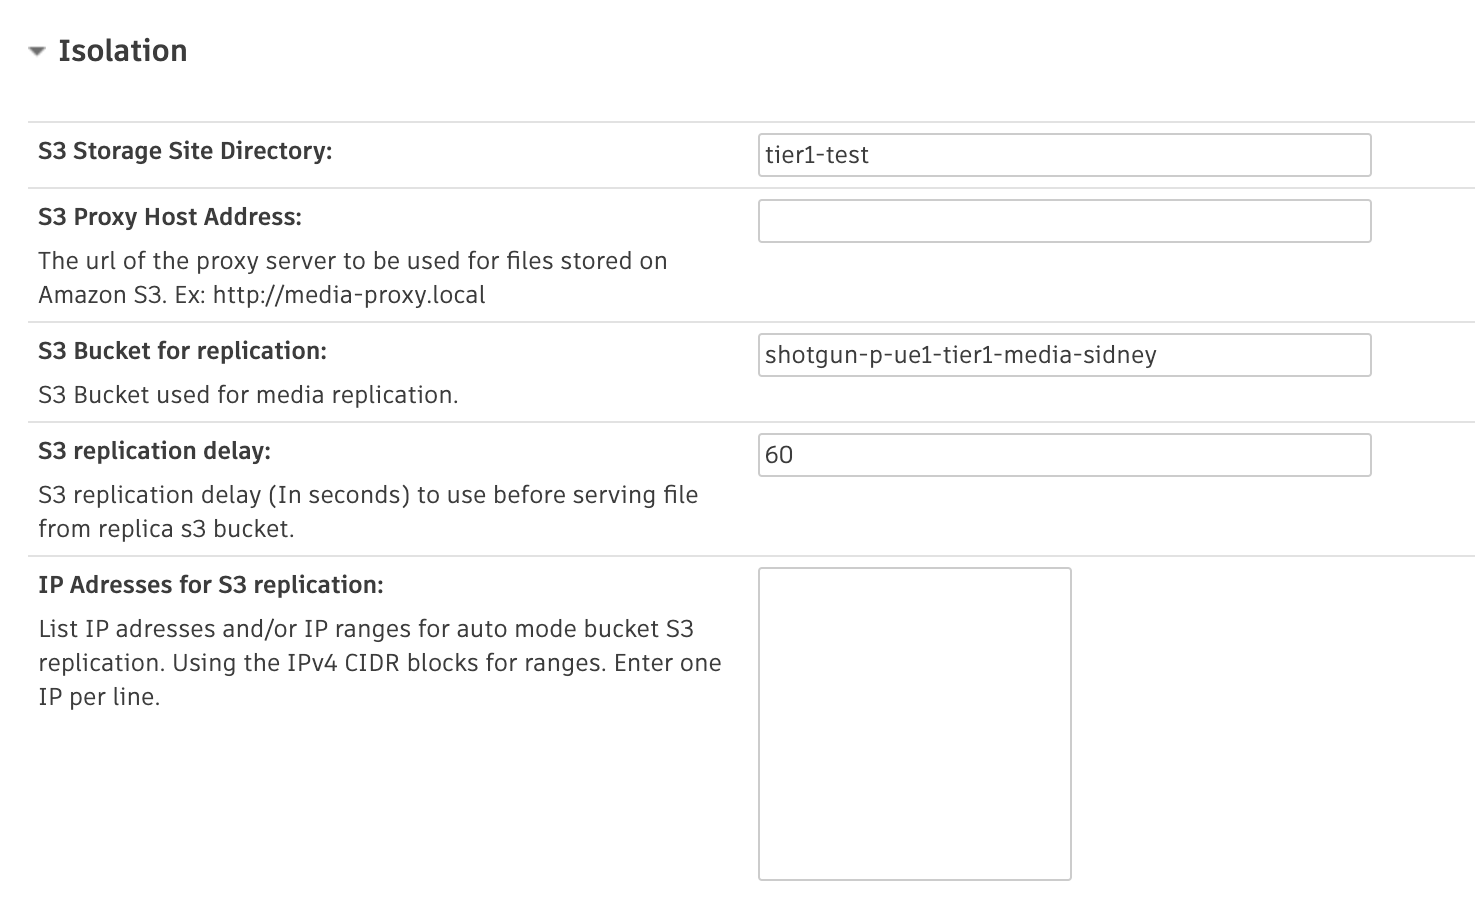 Isolation
S3 Storage Site Directory:
tier1-test
S3 Proxy Host Address:
The url of the proxy server to be used for files stored on
Amazon S3. Ex: http://media-proxy.local
S3 Bucket for replication:
shotgun-p-ue1-tier1-media-sidney
S3 Bucket used for media replication.
S3 replication delay:
60
S3 replication delay (In seconds) to use before serving file
from replica s3 bucket.
IP Adresses for S3 replication:
List IP adresses and/or IP ranges for auto mode bucket S3
replication. Using the IPv4 CIDR blocks for ranges. Enter one
IP per line.